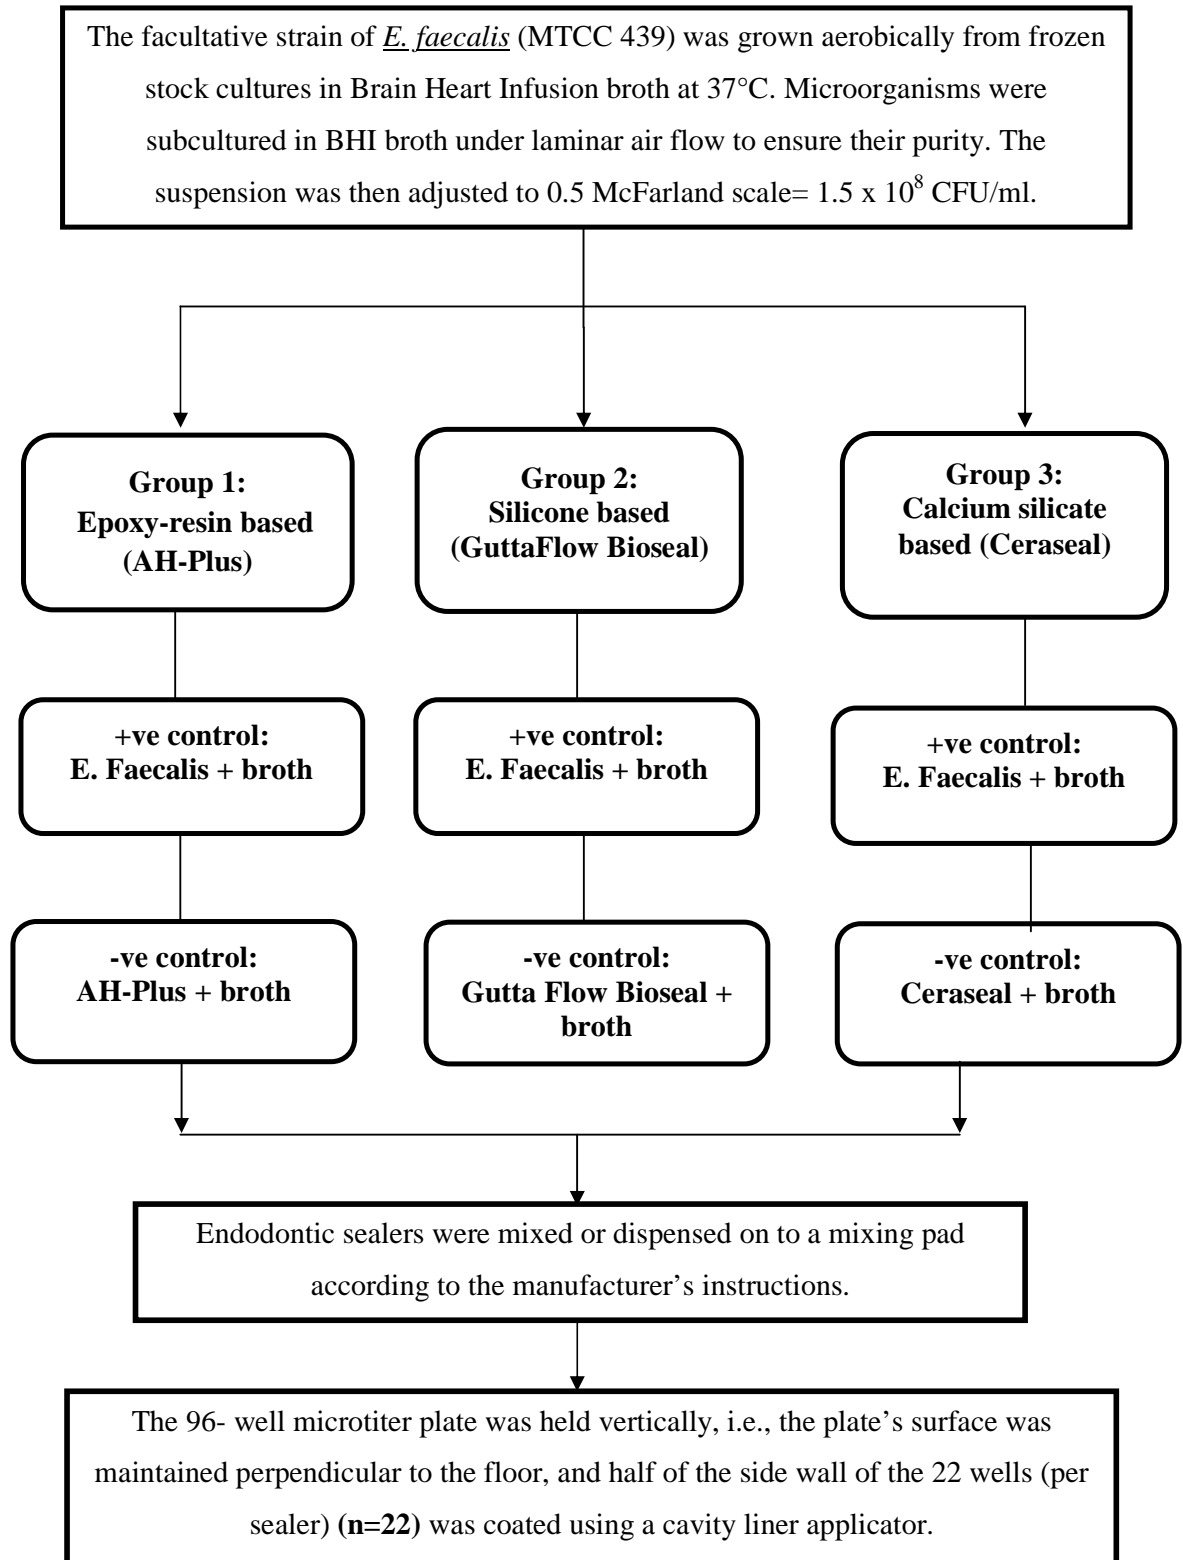 The facultative strain of E. faecalis (MTCC 439) was grown aerobically from frozen
stock cultures in Brain Heart Infusion broth at 37°C. Microorganisms were
subcultured in BHI broth under laminar air flow to ensure their purity. The
suspension was then adjusted to 0.5 McFarland scale= 1.5 x 10⁸ CFU/ml.
Group 1:
Epoxy-resin based
(AH-Plus)
Group 2:
Silicone based
(GuttaFlow Bioseal)
Group 3:
Calcium silicate
based (Ceraseal)
+ve control:
E. Faecalis + broth
+ve control:
E. Faecalis + broth
+ve control:
E. Faecalis + broth
-ve control:
AH-Plus + broth
-ve control:
Gutta Flow Bioseal +
broth
-ve control:
Ceraseal + broth
Endodontic sealers were mixed or dispensed on to a mixing pad
according to the manufacturer’s instructions.
The 96- well microtiter plate was held vertically, i.e., the plate’s surface was
maintained perpendicular to the floor, and half of the side wall of the 22 wells (per
sealer) (n=22) was coated using a cavity liner applicator.